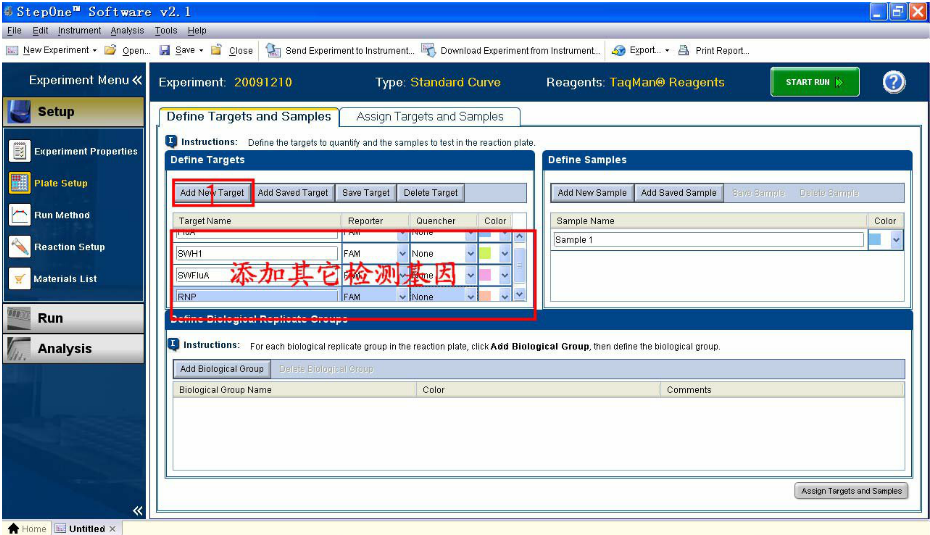 StepOne™ Software v2.1
File Edit Instrument Analysis Tools Help
New Experiment Open... Save Close Send Experiment to Instrument... Download Experiment from Instrument... Export... Print Report...
Experiment Menu
Experiment: 20091210 Type: Standard Curve Reagents: TaqMan® Reagents START RUN
Setup
Define Targets and Samples Assign Targets and Samples
Instructions: Define the targets to quantify and the samples to test in the reaction plate.
Experiment Properties
Plate Setup
Run Method
Reaction Setup
Materials List
Run
Analysis
Define Targets
Add New Target Add Saved Target Save Target Delete Target
1
Target Name Reporter Quencher Color
FluA FAM None
SWH1 FAM None
SWFluA FAM None
RNP FAM None
添加其它检测基因
Define Samples
Add New Sample Add Saved Sample Save Sample Delete Sample
Sample Name Color
Sample 1
Define Biological Replicate Groups
Instructions: For each biological replicate group in the reaction plate, click Add Biological Group, then define the biological group.
Add Biological Group Delete Biological Group
Biological Group Name Color Comments
Assign Targets and Samples
Home Untitled